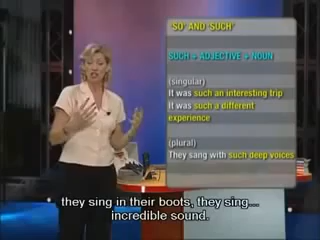 'SO' AND 'SUCH'
SUCH + ADJECTIVE + NOUN
(singular)
It was such an interesting trip
It was such a different
experience
(plural)
They sang with such deep voices
they sing in their boots, they sing...
incredible sound.